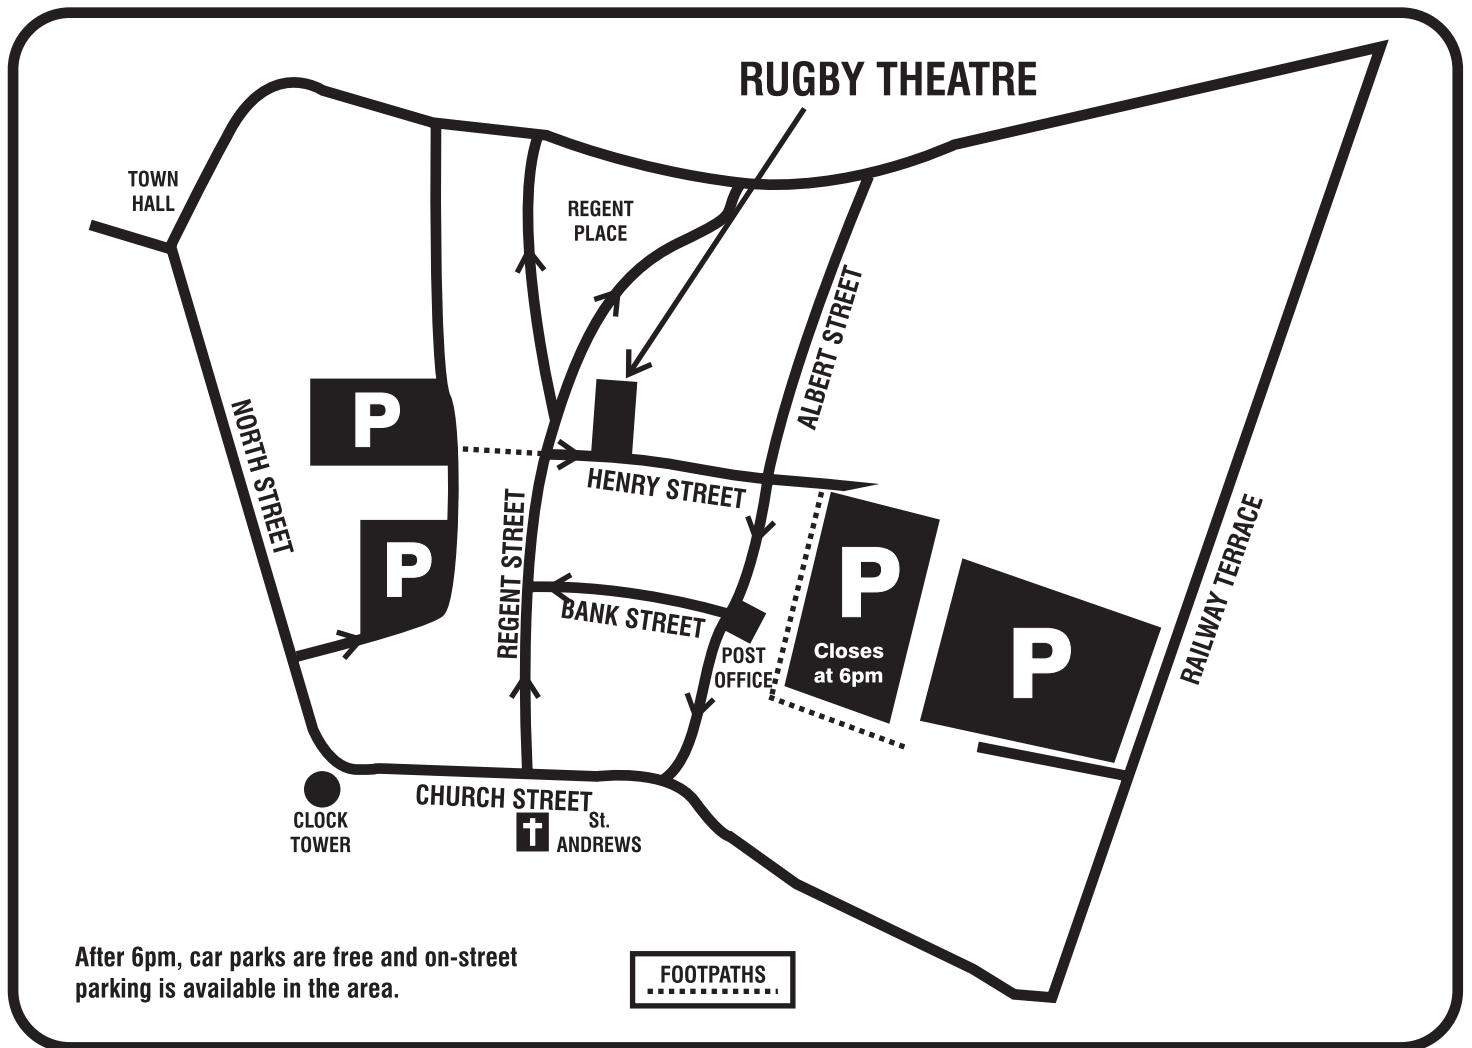 RUGBY THEATRE
TOWN
HALL
REGENT
PLACE
ALBERT STREET
P
NORTH STREET
HENRY STREET
REGENT STREET
P
P
Closes
at 6pm
RAILWAY TERRACE
BANK STREET
P
POST
OFFICE
CHURCH STREET
CLOCK
TOWER
St.
ANDREWS
After 6pm, car parks are free and on-street
parking is available in the area.
FOOTPATHS